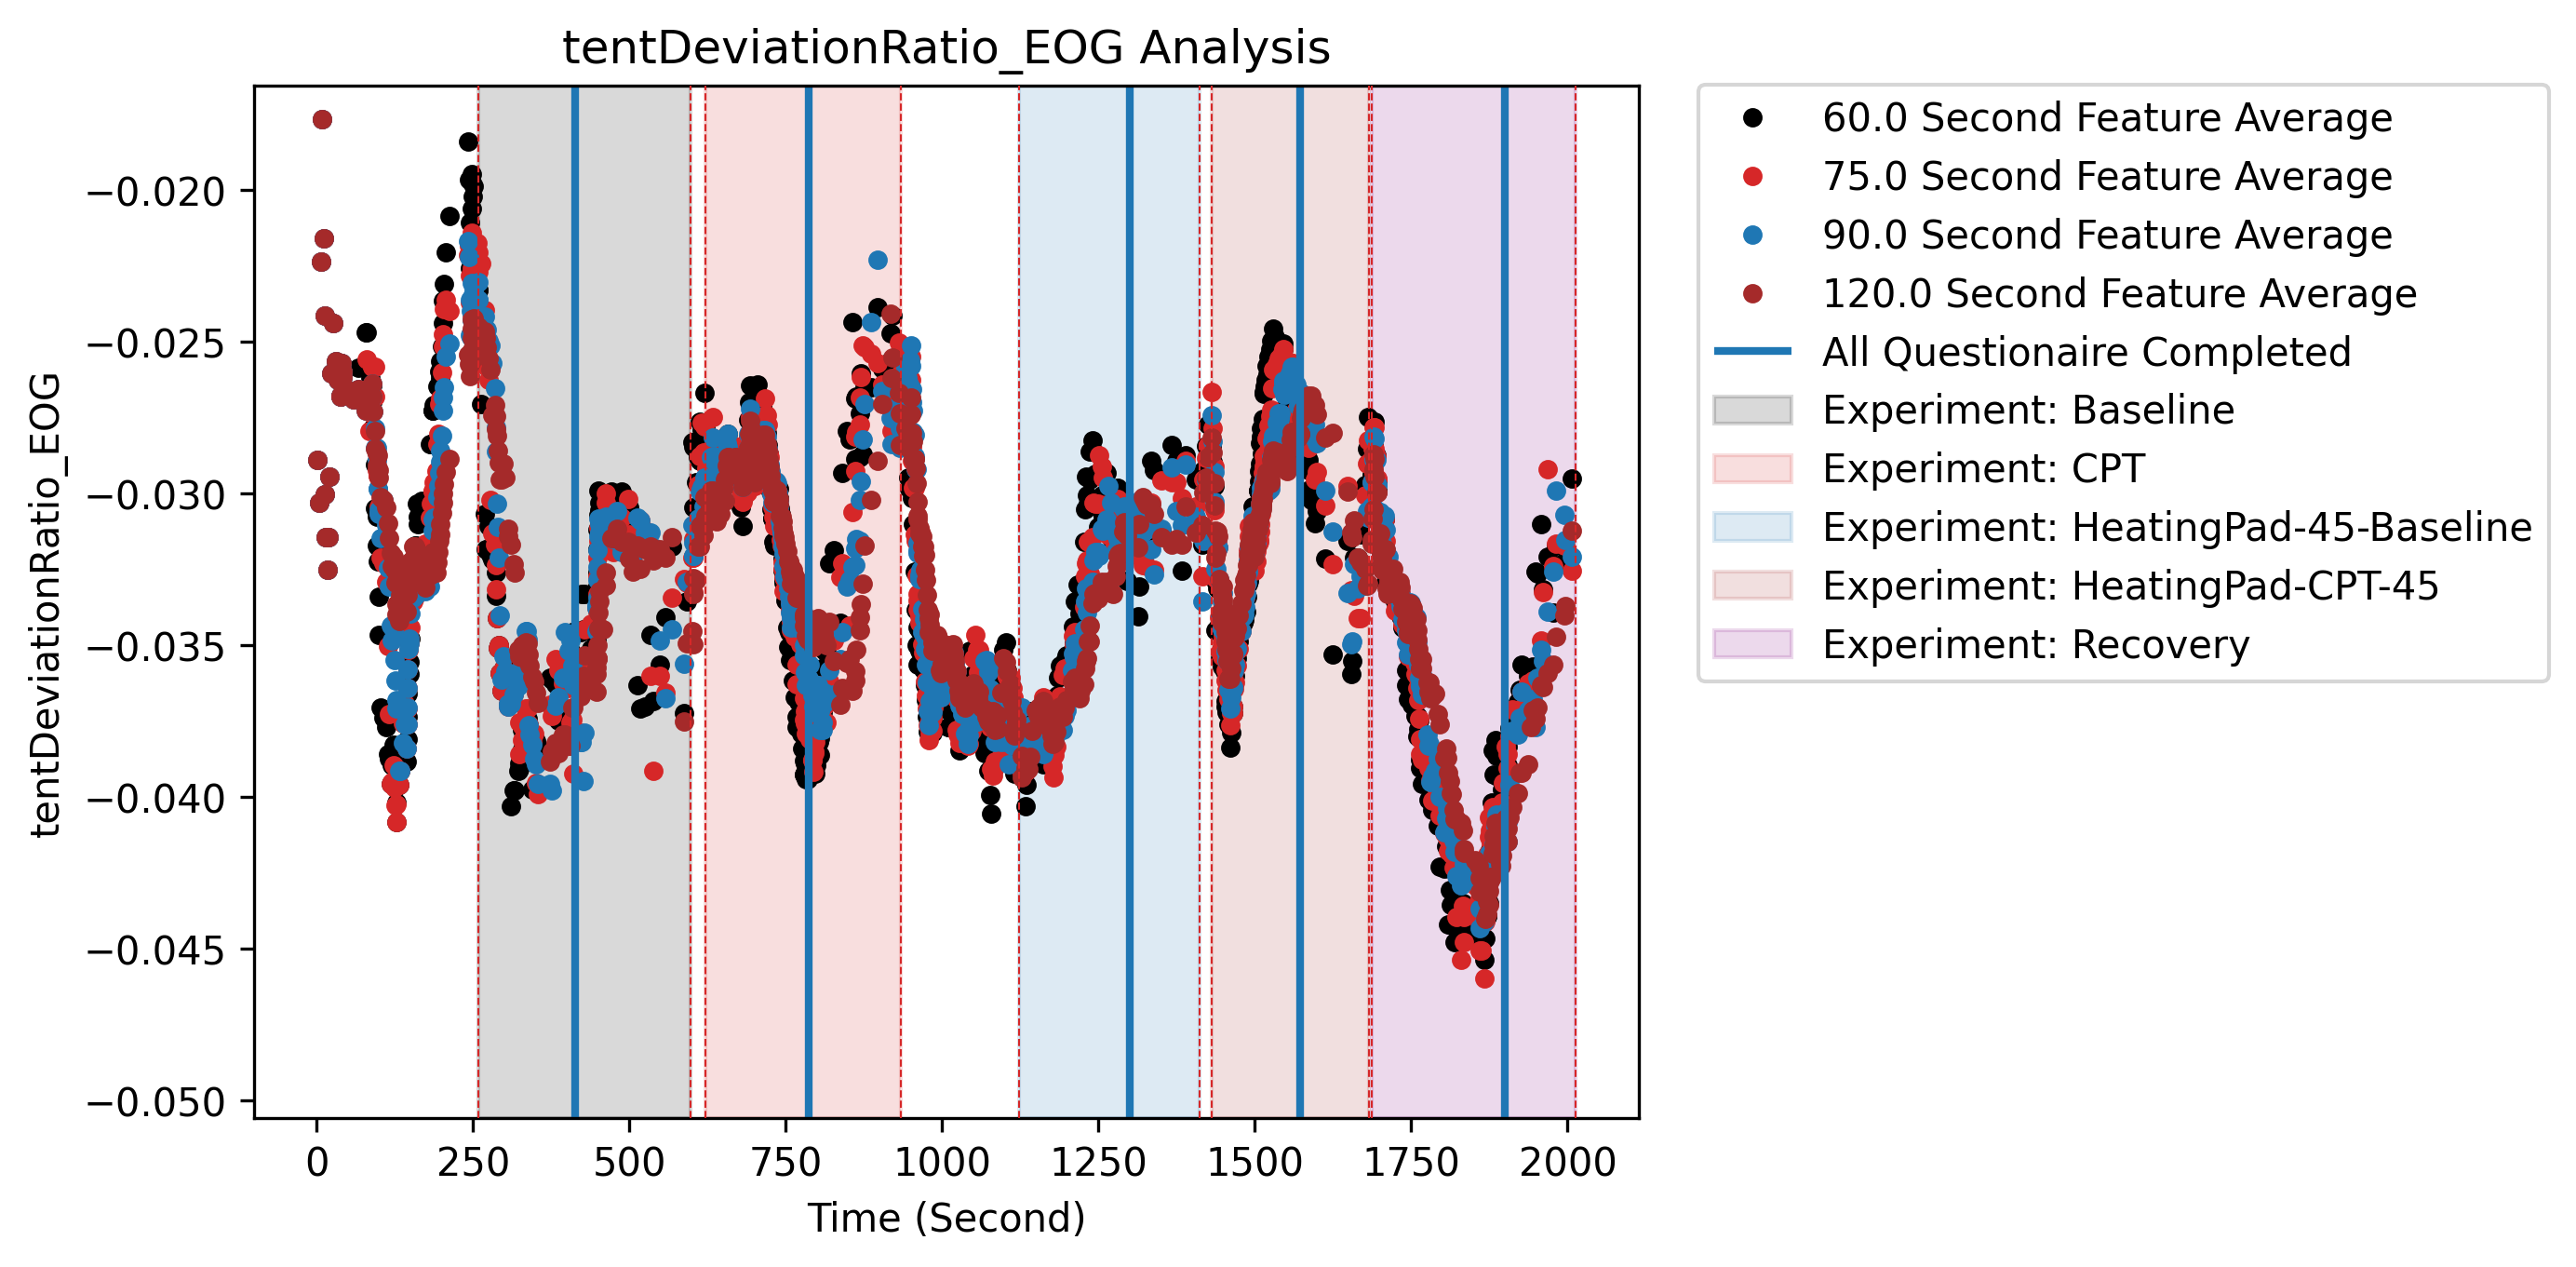 tentDeviationRatio_EOG Analysis
tentDeviationRatio_EOG
−0.020
−0.025
−0.030
−0.035
−0.040
−0.045
−0.050
0 250 500 750 1000 1250 1500 1750 2000
Time (Second)
60.0 Second Feature Average
75.0 Second Feature Average
90.0 Second Feature Average
120.0 Second Feature Average
All Questionaire Completed
Experiment: Baseline
Experiment: CPT
Experiment: HeatingPad-45-Baseline
Experiment: HeatingPad-CPT-45
Experiment: Recovery